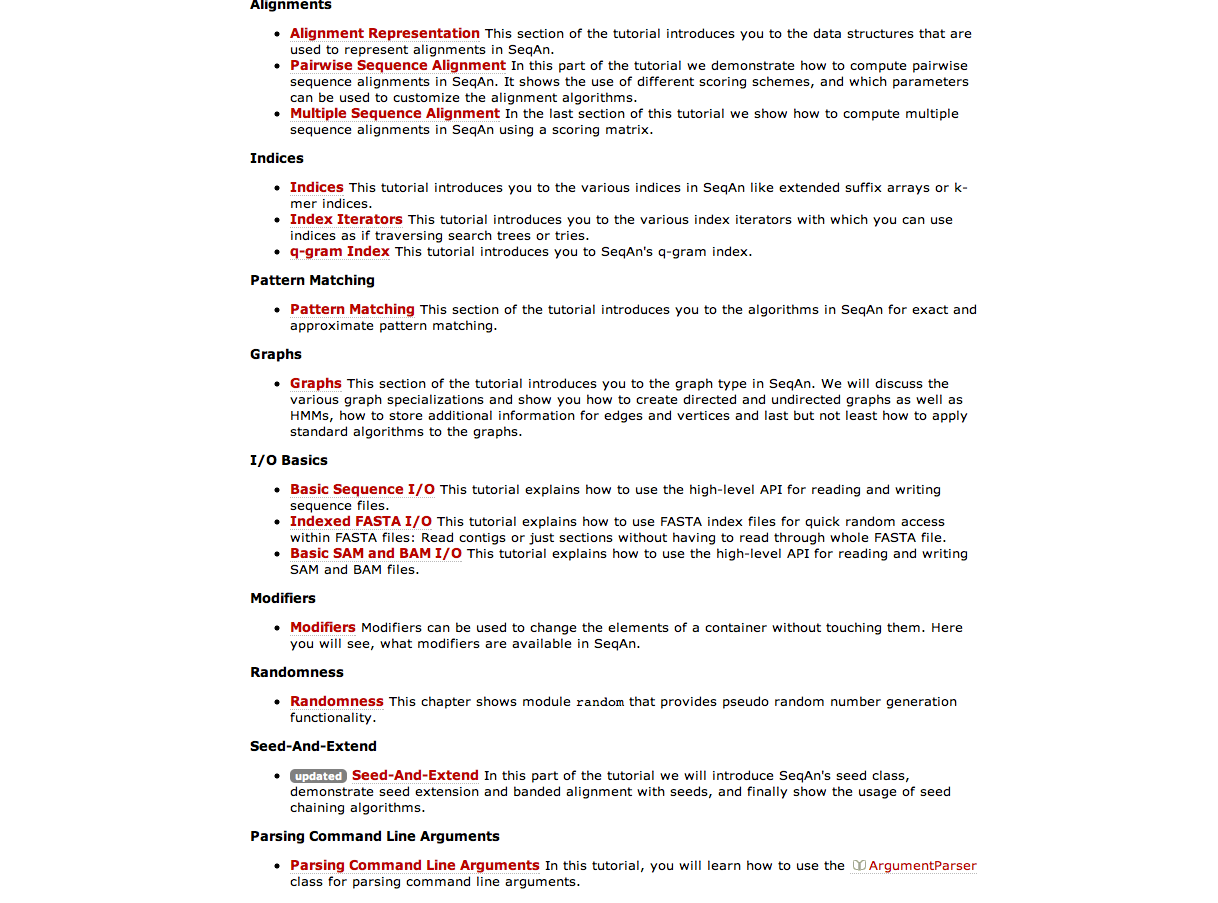 Alignments
• Alignment Representation This section of the tutorial introduces you to the data structures that are
used to represent alignments in SeqAn.
• Pairwise Sequence Alignment In this part of the tutorial we demonstrate how to compute pairwise
sequence alignments in SeqAn. It shows the use of different scoring schemes, and which parameters
can be used to customize the alignment algorithms.
• Multiple Sequence Alignment In the last section of this tutorial we show how to compute multiple
sequence alignments in SeqAn using a scoring matrix.
Indices
• Indices This tutorial introduces you to the various indices in SeqAn like extended suffix arrays or k-
mer indices.
• Index Iterators This tutorial introduces you to the various index iterators with which you can use
indices as if traversing search trees or tries.
• q-gram Index This tutorial introduces you to SeqAn's q-gram index.
Pattern Matching
• Pattern Matching This section of the tutorial introduces you to the algorithms in SeqAn for exact and
approximate pattern matching.
Graphs
• Graphs This section of the tutorial introduces you to the graph type in SeqAn. We will discuss the
various graph specializations and show you how to create directed and undirected graphs as well as
HMMs, how to store additional information for edges and vertices and last but not least how to apply
standard algorithms to the graphs.
I/O Basics
• Basic Sequence I/O This tutorial explains how to use the high-level API for reading and writing
sequence files.
• Indexed FASTA I/O This tutorial explains how to use FASTA index files for quick random access
within FASTA files: Read contigs or just sections without having to read through whole FASTA file.
• Basic SAM and BAM I/O This tutorial explains how to use the high-level API for reading and writing
SAM and BAM files.
Modifiers
• Modifiers Modifiers can be used to change the elements of a container without touching them. Here
you will see, what modifiers are available in SeqAn.
Randomness
• Randomness This chapter shows module random that provides pseudo random number generation
functionality.
Seed-And-Extend
• updated Seed-And-Extend In this part of the tutorial we will introduce SeqAn's seed class,
demonstrate seed extension and banded alignment with seeds, and finally show the usage of seed
chaining algorithms.
Parsing Command Line Arguments
• Parsing Command Line Arguments In this tutorial, you will learn how to use the ArgumentParser
class for parsing command line arguments.